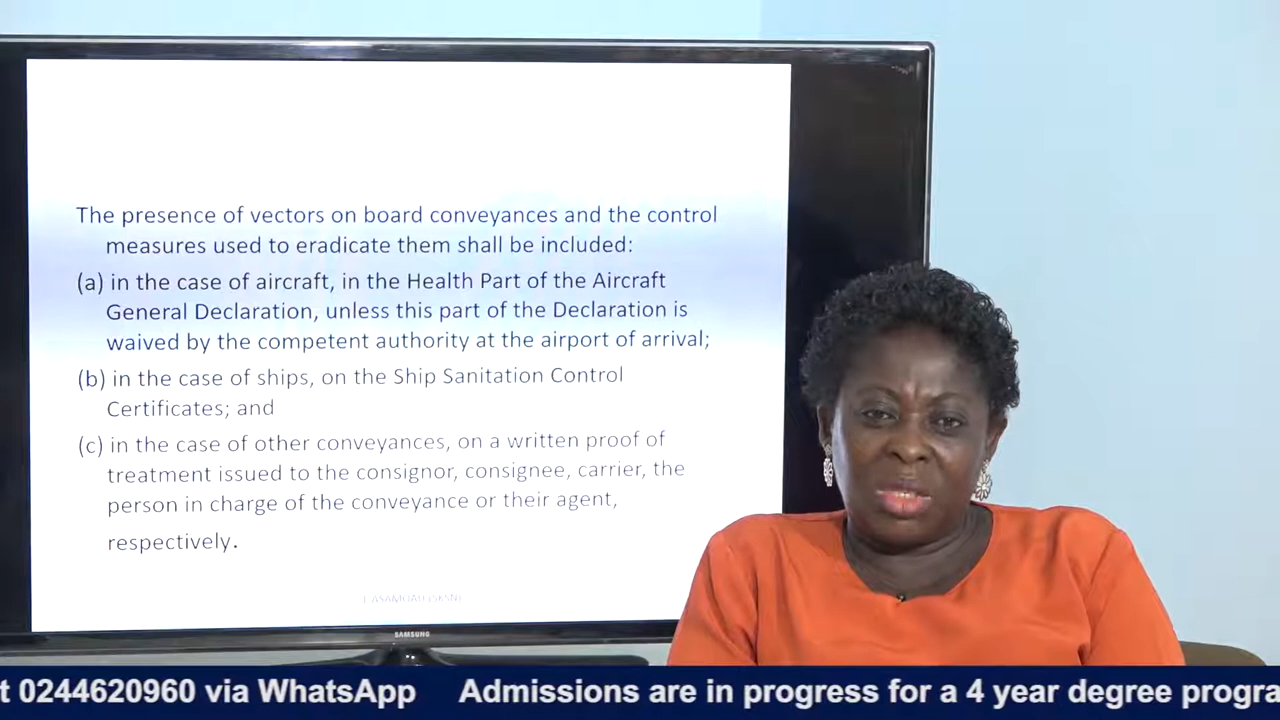 The presence of vectors on board conveyances and the control
measures used to eradicate them shall be included:
(a) in the case of aircraft, in the Health Part of the Aircraft
General Declaration, unless this part of the Declaration is
waived by the competent authority at the airport of arrival;
(b) in the case of ships, on the Ship Sanitation Control
Certificates; and
(c) in the case of other conveyances, on a written proof of
treatment issued to the consignor, consignee, carrier, the
person in charge of the conveyance or their agent,
respectively.
ASAMOAH (SKSN)
SAMSUNG
t 0244620960 via WhatsApp Admissions are in progress for a 4 year degree progra